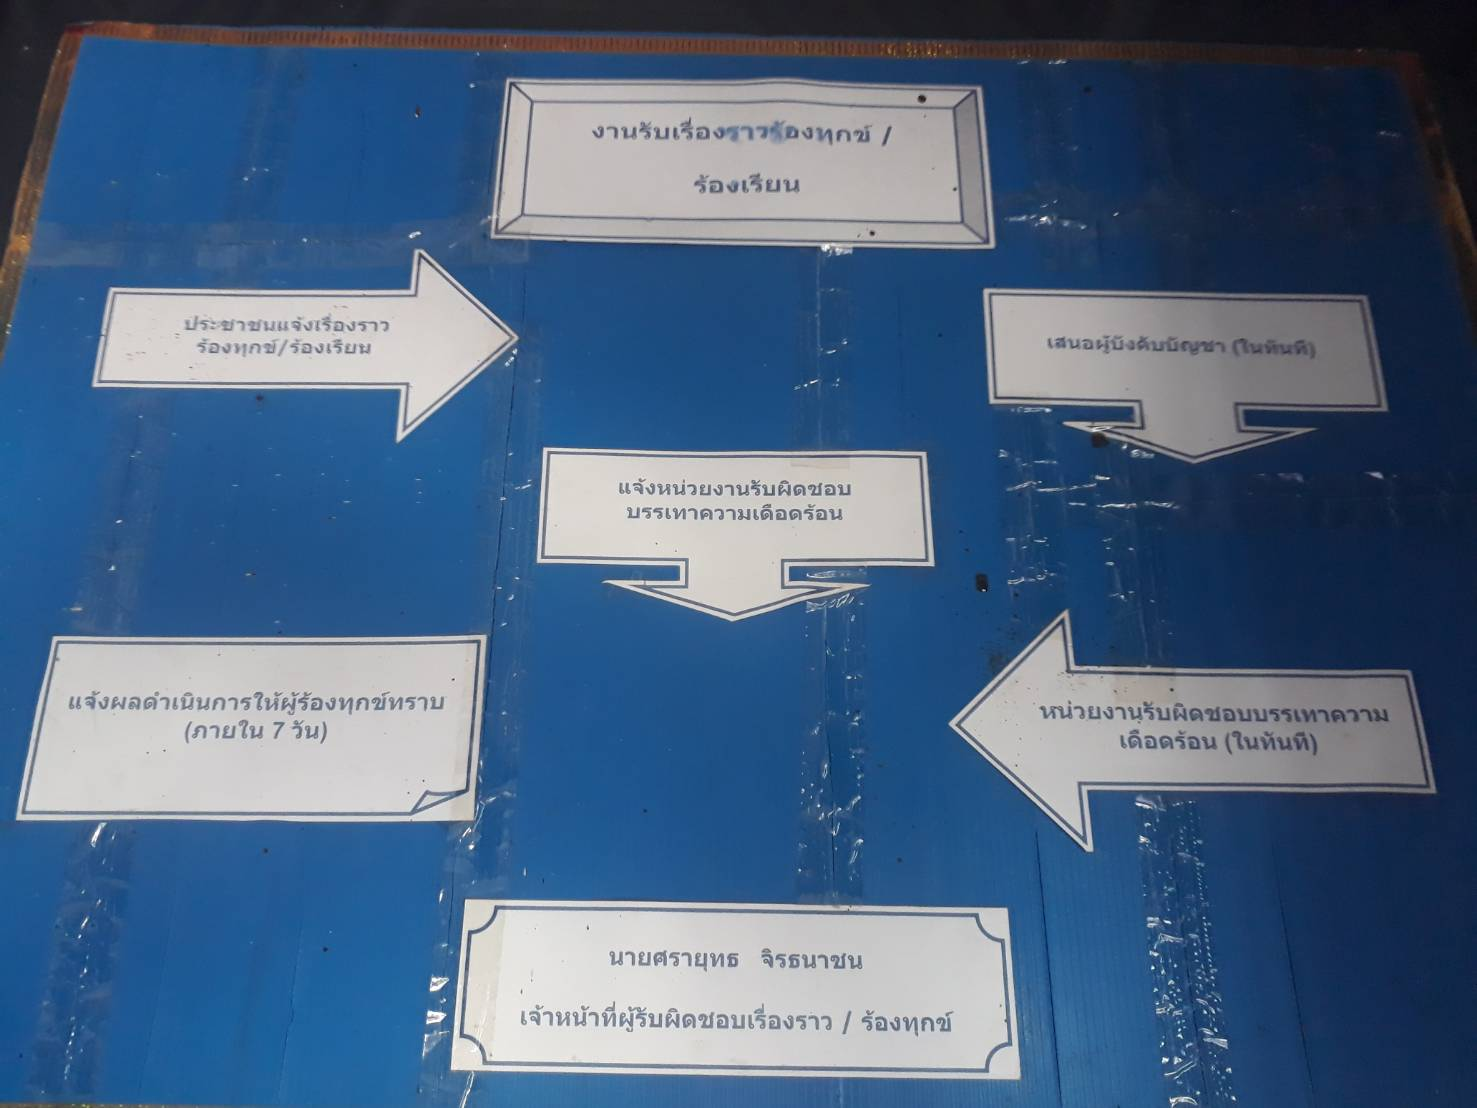 งานรับเรื่องราวร้องทุกข์ /
ร้องเรียน
ประชาชนแจ้งเรื่องราว
ร้องทุกข์/ร้องเรียน
เสนอผู้บังคับบัญชา (ในทันที)
แจ้งหน่วยงานรับผิดชอบ
บรรเทาความเดือดร้อน
หน่วยงานรับผิดชอบบรรเทาความ
เดือดร้อน (ในทันที)
แจ้งผลดำเนินการให้ผู้ร้องทุกข์ทราบ
(ภายใน 7 วัน)
นายศรายุทธ จิรธนาชน
เจ้าหน้าที่ผู้รับผิดชอบเรื่องราว / ร้องทุกข์